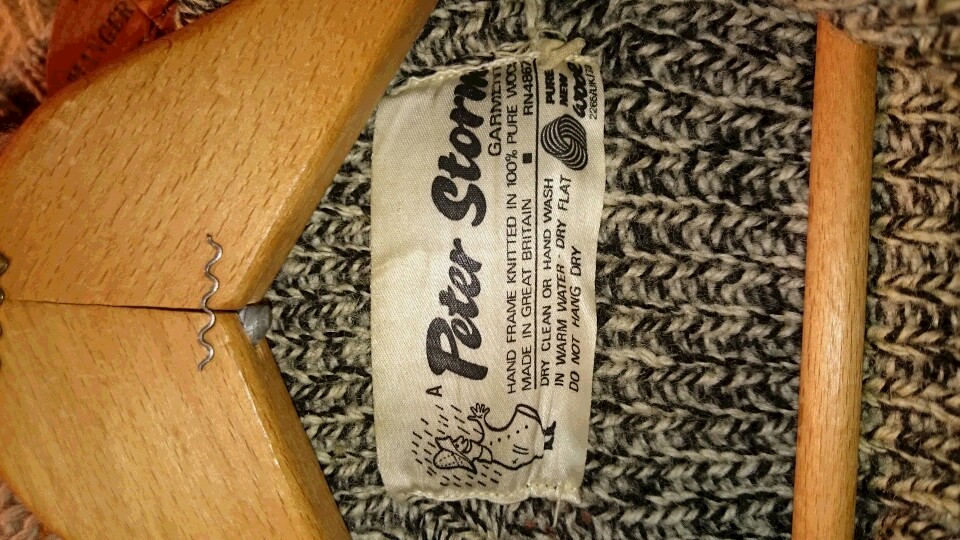 A
Peter Storm
GARMENT
HAND FRAME KNITTED IN 100% PURE WOOL
MADE IN GREAT BRITAIN ■ RN4867
DRY CLEAN OR HAND WASH
IN WARM WATER - DRY FLAT
DO NOT HANG DRY
PURE
NEW
WOOL